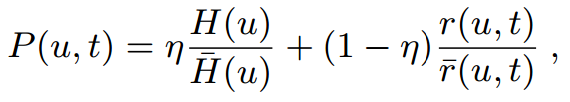 P(u, t) = η H(u)/H̄(u) + (1 − η) r(u, t)/r̄(u, t) ,